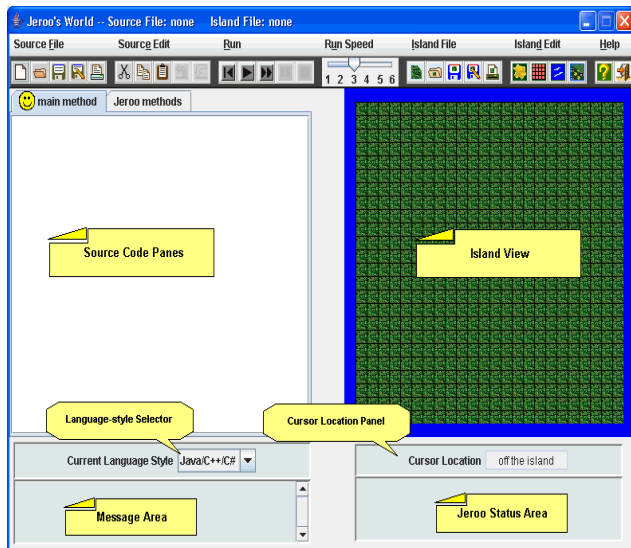 Jeroo's World -- Source File: none Island File: none
Source File Source Edit Run Run Speed Island File Island Edit Help
1 2 3 4 5 6
main method Jeroo methods
Source Code Panes
Island View
Language-style Selector
Cursor Location Panel
Current Language Style Java/C++/C#
Cursor Location off the island
Message Area
Jeroo Status Area